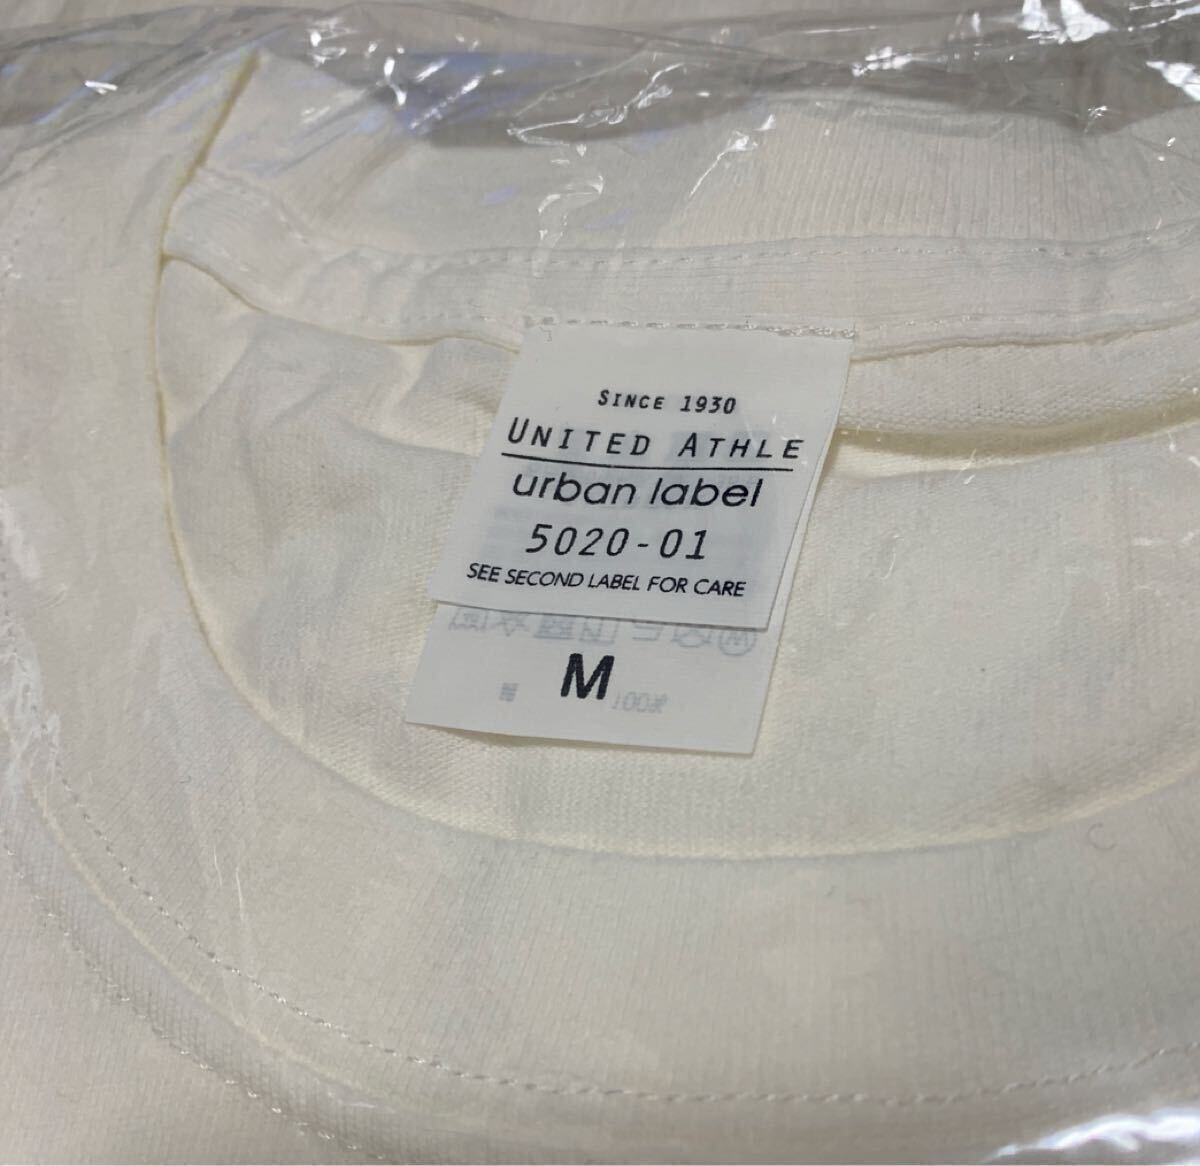 SINCE 1930
UNITED ATHLE
urban label
5020-01
SEE SECOND LABEL FOR CARE
M